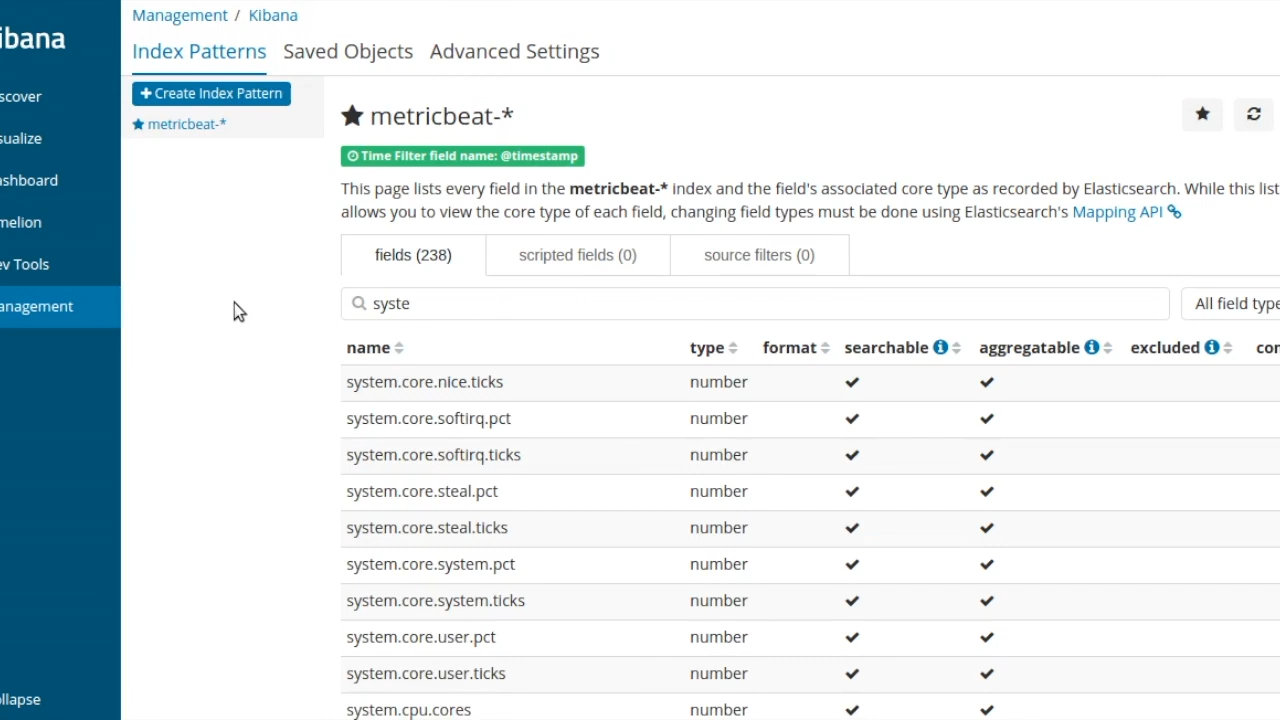 ibana
scover
sualize
ashboard
melion
ev Tools
anagement
ollapse
Management / Kibana
Index Patterns Saved Objects Advanced Settings
Create Index Pattern
metricbeat-*
metricbeat-*
Time Filter field name: @timestamp
This page lists every field in the metricbeat-* index and the field's associated core type as recorded by Elasticsearch. While this list
allows you to view the core type of each field, changing field types must be done using Elasticsearch's Mapping API
fields (238) scripted fields (0) source filters (0)
syste All field type
name type format searchable aggregatable excluded con
system.core.nice.ticks number
system.core.softirq.pct number
system.core.softirq.ticks number
system.core.steal.pct number
system.core.steal.ticks number
system.core.system.pct number
system.core.system.ticks number
system.core.user.pct number
system.core.user.ticks number
system.cpu.cores number